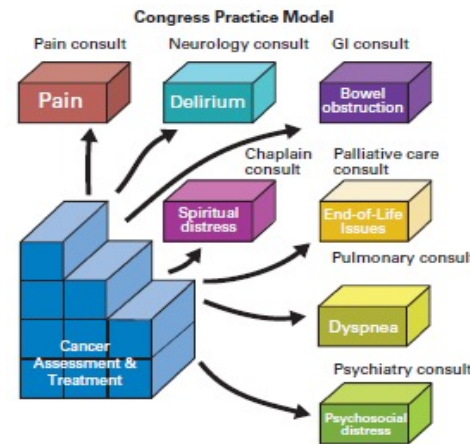 Congress Practice Model
Pain consult
Neurology consult
GI consult
Pain
Delirium
Bowel
obstruction
Chaplain
consult
Palliative care
consult
Spiritual
distress
End-of-Life
Issues
Pulmonary consult
Dyspnea
Cancer
Assessment &
Treatment
Psychiatry consult
Psychosocial
distress